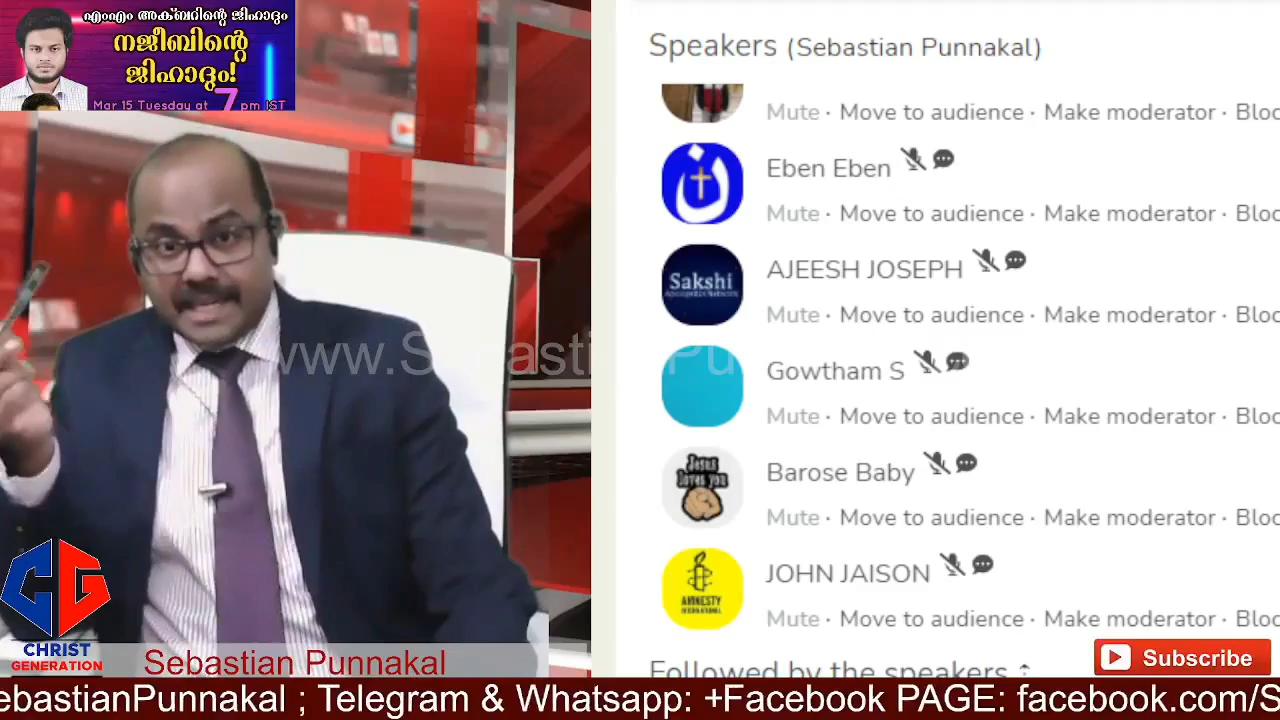 എംഎം അക്ബറിന്റെ ജിഹാദും
നജീബിന്റെ
ജിഹാദും!
Mar 15 Tuesday at 7 pm IST
Speakers (Sebastian Punnakal)
Mute · Move to audience · Make moderator · Bloc
Eben Eben
Mute · Move to audience · Make moderator · Bloc
AJEESH JOSEPH
Sakshi
Apologetics Network
Mute · Move to audience · Make moderator · Bloc
Gowtham S
Mute · Move to audience · Make moderator · Bloc
Barose Baby
Jesus
loves you
Mute · Move to audience · Make moderator · Bloc
JOHN JAISON
AMNESTY
INTERNATIONAL
Mute · Move to audience · Make moderator · Bloc
Followed by the speakers
CG
CHRIST
GENERATION
Sebastian Punnakal
Subscribe
ebastianPunnakal ; Telegram & Whatsapp: +Facebook PAGE: facebook.com/S